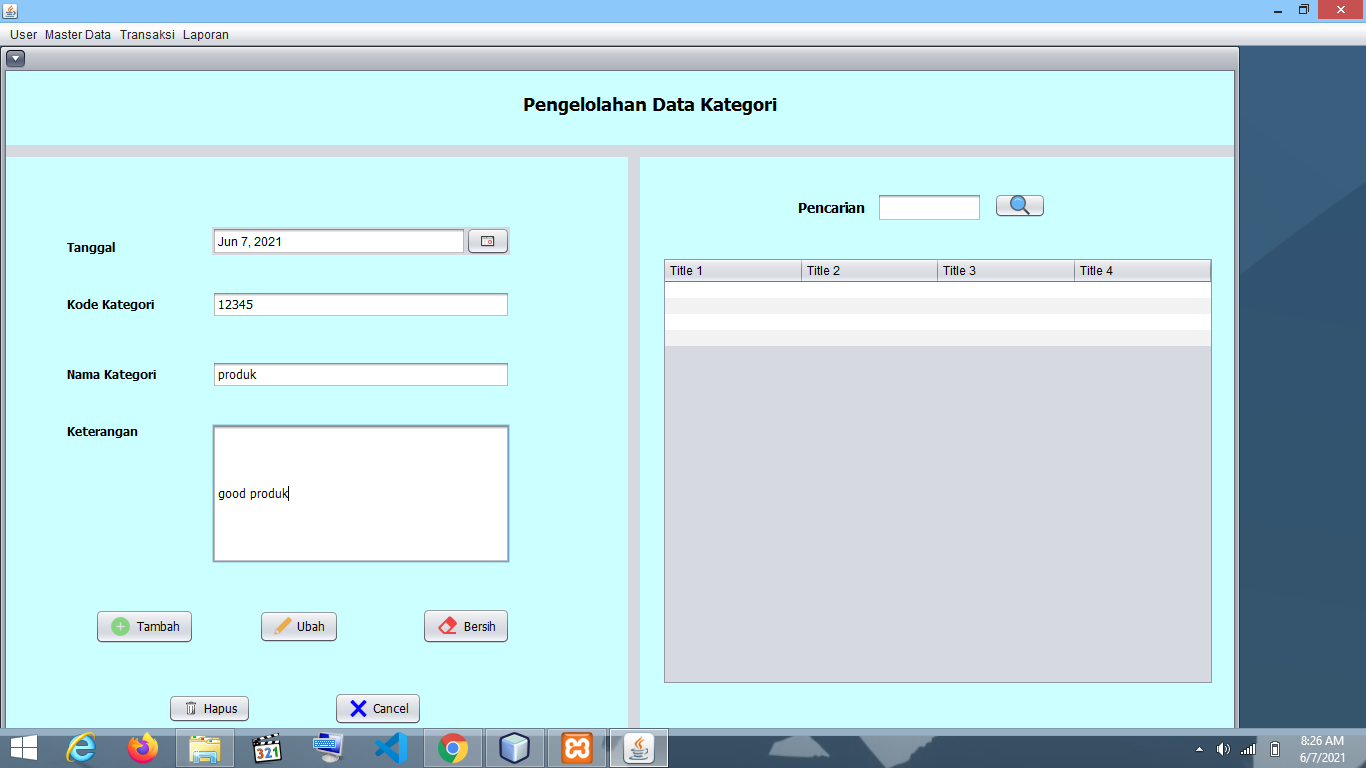 User Master Data Transaksi Laporan
Pengelolahan Data Kategori
Tanggal
Jun 7, 2021
Kode Kategori
12345
Nama Kategori
produk
Keterangan
good produk
Tambah
Ubah
Bersih
Hapus
Cancel
Pencarian
Title 1 Title 2 Title 3 Title 4
321
8:26 AM
6/7/2021